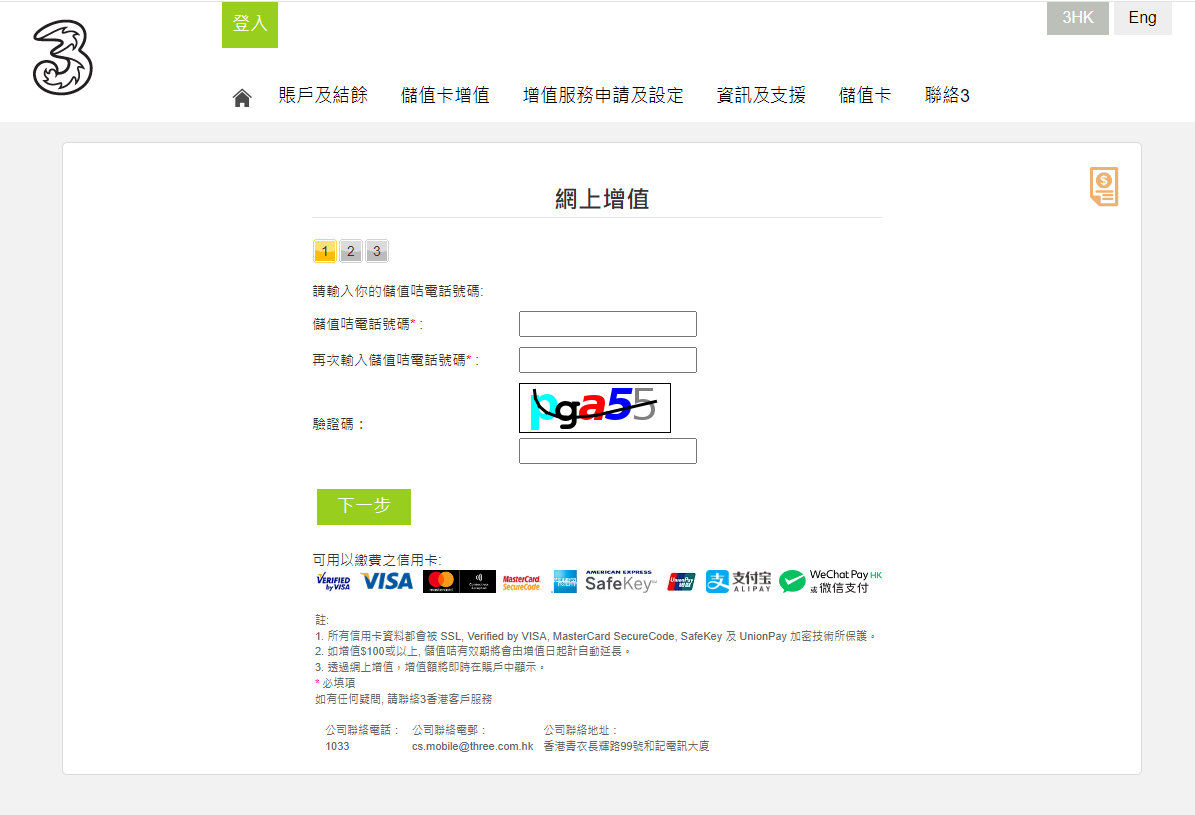 登入
3HK
Eng
賬戶及結餘
儲值卡增值
增值服務申請及設定
資訊及支援
儲值卡
聯絡3
網上增值
1
2
3
請輸入你的儲值咭電話號碼:
儲值咭電話號碼* :
再次輸入儲值咭電話號碼* :
pga55
驗證碼 :
下一步
可用以繳費之信用卡:
VERIFIED by VISA
VISA
mastercard
MasterCard. SecureCode.
AMERICAN EXPRESS
SafeKey
UnionPay 银联
支付宝 ALIPAY
WeChat Pay HK
或 微信支付
註:
1. 所有信用卡資料都會被 SSL, Verified by VISA, MasterCard SecureCode, SafeKey 及 UnionPay 加密技術所保護。
2. 如增值$100或以上, 儲值咭有效期將會由增值日起計自動延長。
3. 透過網上增值，增值額將即時在賬戶中顯示。
* 必填項
如有任何疑問, 請聯絡3香港客戶服務
公司聯絡電話： 公司聯絡電郵： 公司聯絡地址：
1033 cs.mobile@three.com.hk 香港青衣長輝路99號和記電訊大廈